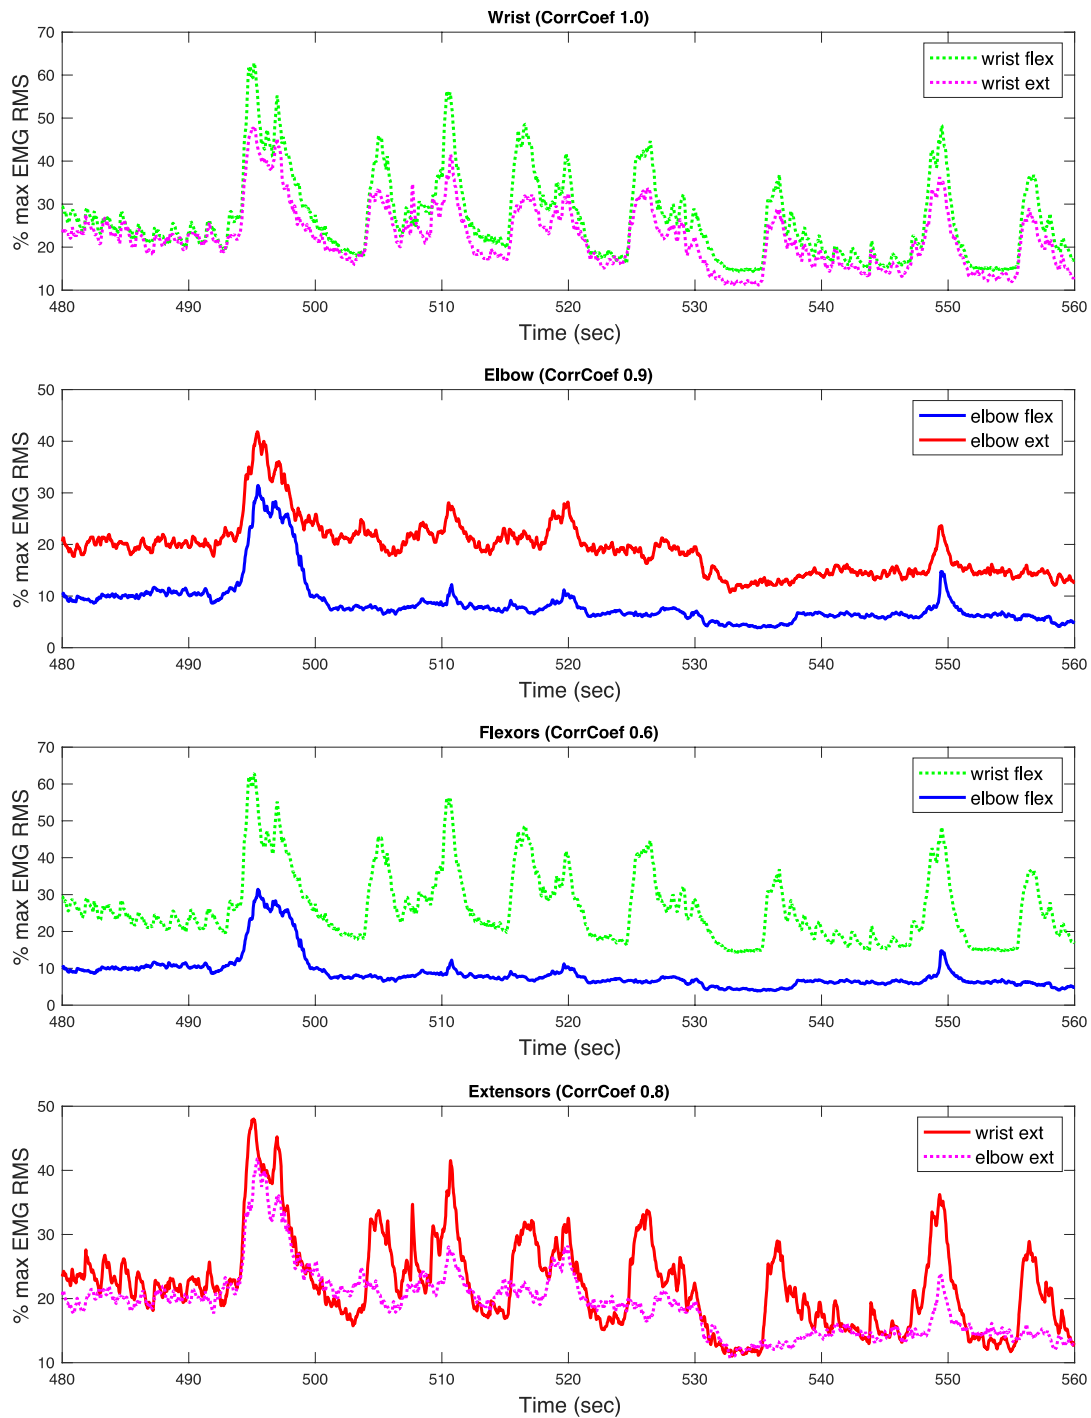 Wrist (CorrCoef 1.0)
70
60
50
40
30
20
10
% max EMG RMS
wrist flex
wrist ext
480 490 500 510 520 530 540 550 560
Time (sec)
Elbow (CorrCoef 0.9)
50
40
30
20
10
0
% max EMG RMS
elbow flex
elbow ext
480 490 500 510 520 530 540 550 560
Time (sec)
Flexors (CorrCoef 0.6)
70
60
50
40
30
20
10
0
% max EMG RMS
wrist flex
elbow flex
480 490 500 510 520 530 540 550 560
Time (sec)
Extensors (CorrCoef 0.8)
50
40
30
20
10
% max EMG RMS
wrist ext
elbow ext
480 490 500 510 520 530 540 550 560
Time (sec)